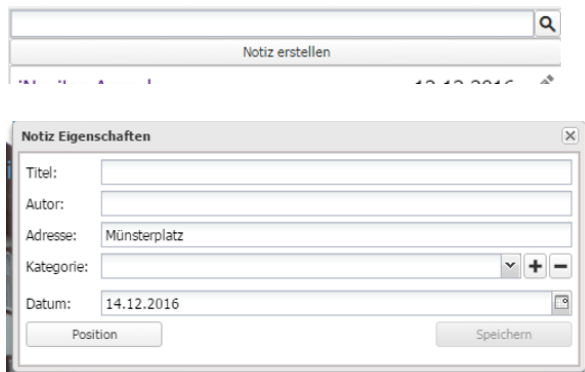 Notiz erstellen
Notiz Eigenschaften
Titel:
Autor:
Adresse: Münsterplatz
Kategorie:
Datum: 14.12.2016
Position Speichern